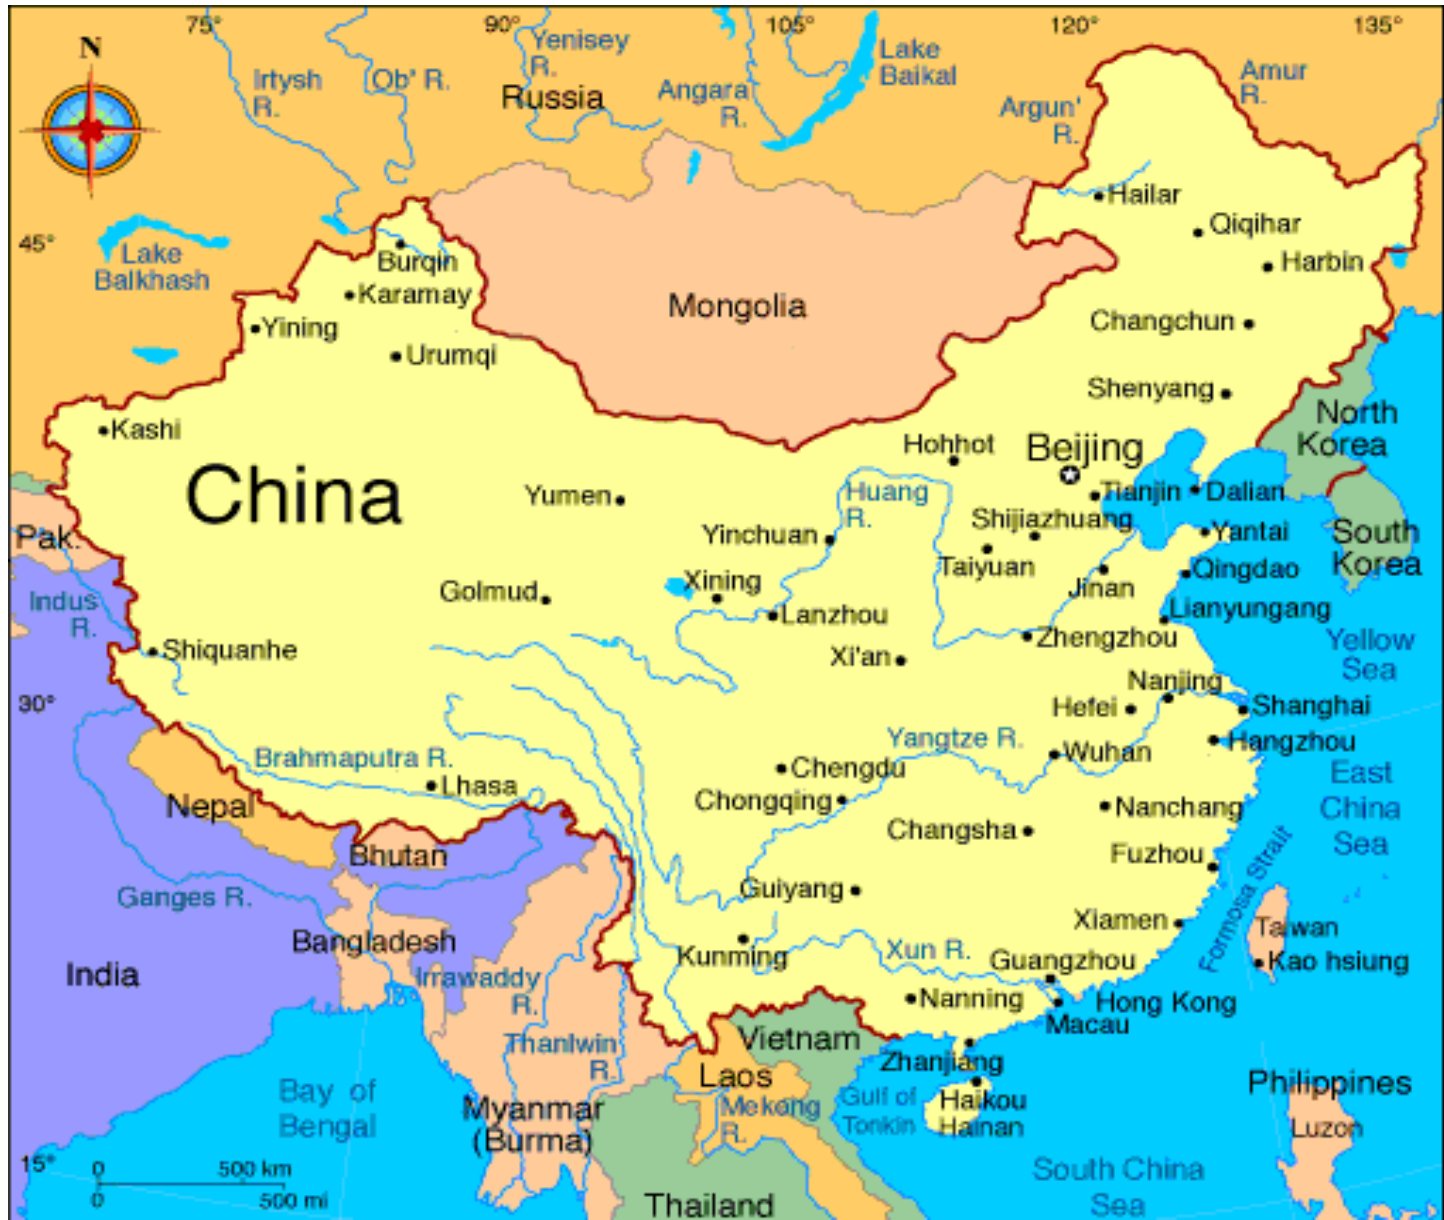 75°
90°
105°
120°
135°
N
Irtysh
R.
Ob' R.
Yenisey
R.
Russia
Angara
R.
Lake
Baikal
Argun'
R.
Amur
R.
45°
Lake
Balkhash
Hailar
Qiqihar
Harbin
Burqin
Karamay
Yining
Urumqi
Mongolia
Changchun
Shenyang
Kashi
China
Hohhot
Beijing
North
Korea
Yumen
Huang
R.
Tianjin
Dalian
Pak.
Yinchuan
Shijiazhuang
Yantai
South
Korea
Taiyuan
Golmud
Xining
Jinan
Qingdao
Indus
R.
Lanzhou
Lianyungang
Shiquanhe
Xi'an
Zhengzhou
Yellow
Sea
30°
Nanjing
Hefei
Shanghai
Brahmaputra R.
Yangtze R.
Wuhan
Hangzhou
Lhasa
Chengdu
East
China
Sea
Nepal
Chongqing
Nanchang
Changsha
Bhutan
Fuzhou
Formosa Strait
Ganges R.
Guiyang
Xiamen
Taiwan
Bangladesh
Kunming
Xun R.
Guangzhou
Kao hsiung
India
Irrawaddy
R.
Nanning
Hong Kong
Macau
Thanlwin
R.
Vietnam
Zhanjiang
Laos
Philippines
Bay of
Bengal
Myanmar
(Burma)
Mekong
R.
Gulf of
Tonkin
Haikou
Hainan
Luzon
15°
0
500 km
0
500 mi
South China
Sea
Thailand